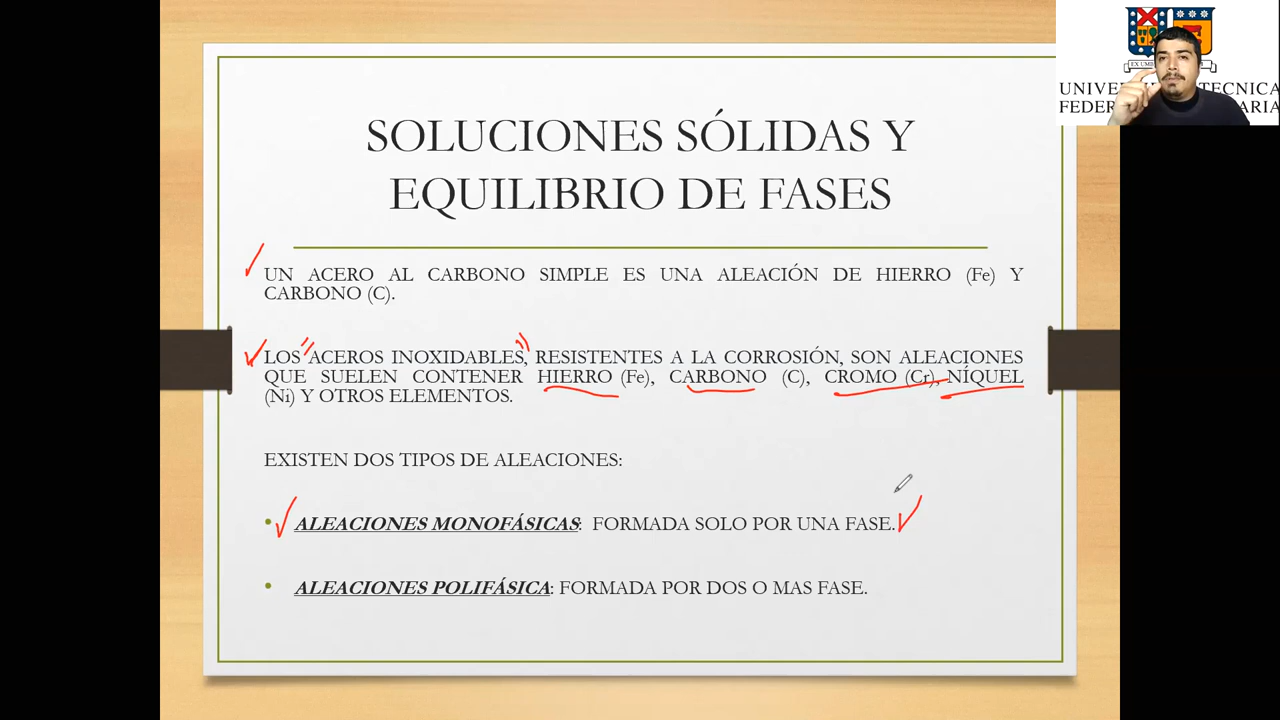 EX UMB
UNIV TECNICA
FEDER ARIA
SOLUCIONES SÓLIDAS Y
EQUILIBRIO DE FASES
UN ACERO AL CARBONO SIMPLE ES UNA ALEACIÓN DE HIERRO (Fe) Y
CARBONO (C).
LOS ACEROS INOXIDABLES, RESISTENTES A LA CORROSIÓN, SON ALEACIONES
QUE SUELEN CONTENER HIERRO (Fe), CARBONO (C), CROMO (Cr), NÍQUEL
(Ni) Y OTROS ELEMENTOS.
EXISTEN DOS TIPOS DE ALEACIONES:
• ALEACIONES MONOFÁSICAS: FORMADA SOLO POR UNA FASE.
• ALEACIONES POLIFÁSICA: FORMADA POR DOS O MAS FASE.